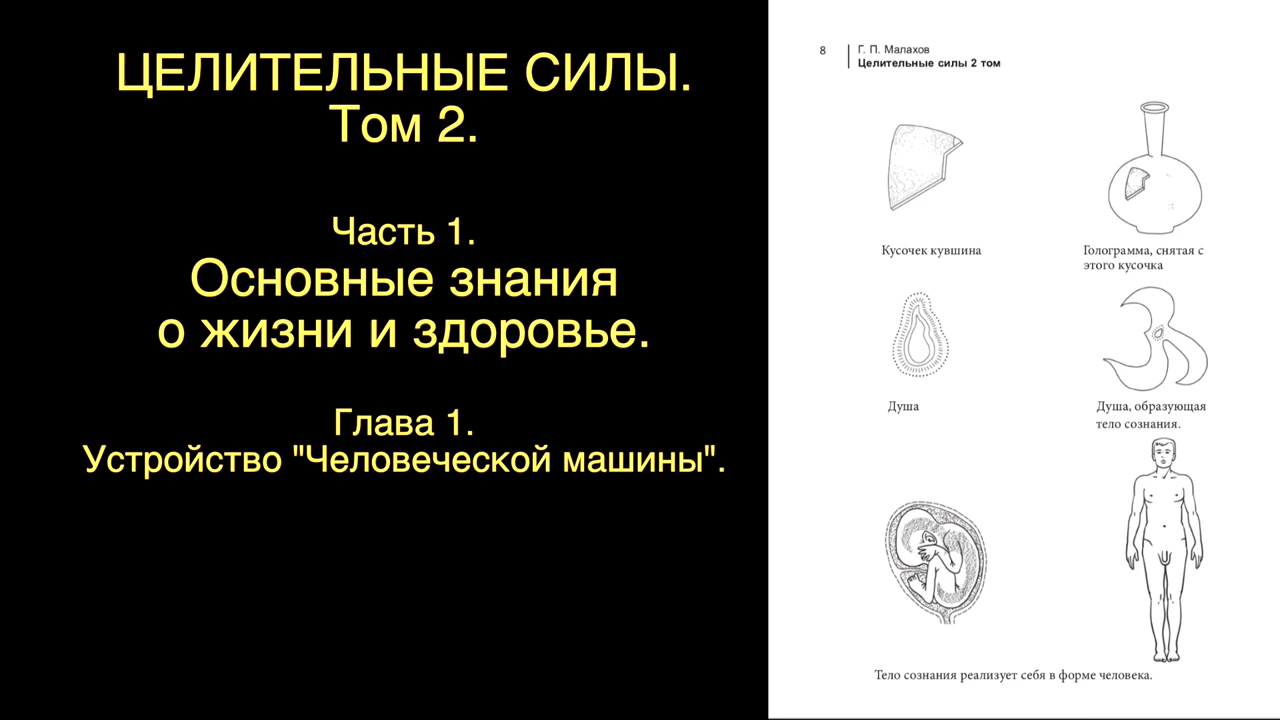 ЦЕЛИТЕЛЬНЫЕ СИЛЫ.
Том 2.
Часть 1.
Основные знания
о жизни и здоровье.
Глава 1.
Устройство "Человеческой машины".
8
Г. П. Малахов
Целительные силы 2 том
Кусочек кувшина
Голограмма, снятая с
этого кусочка
Душа
Душа, образующая
тело сознания.
Тело сознания реализует себя в форме человека.